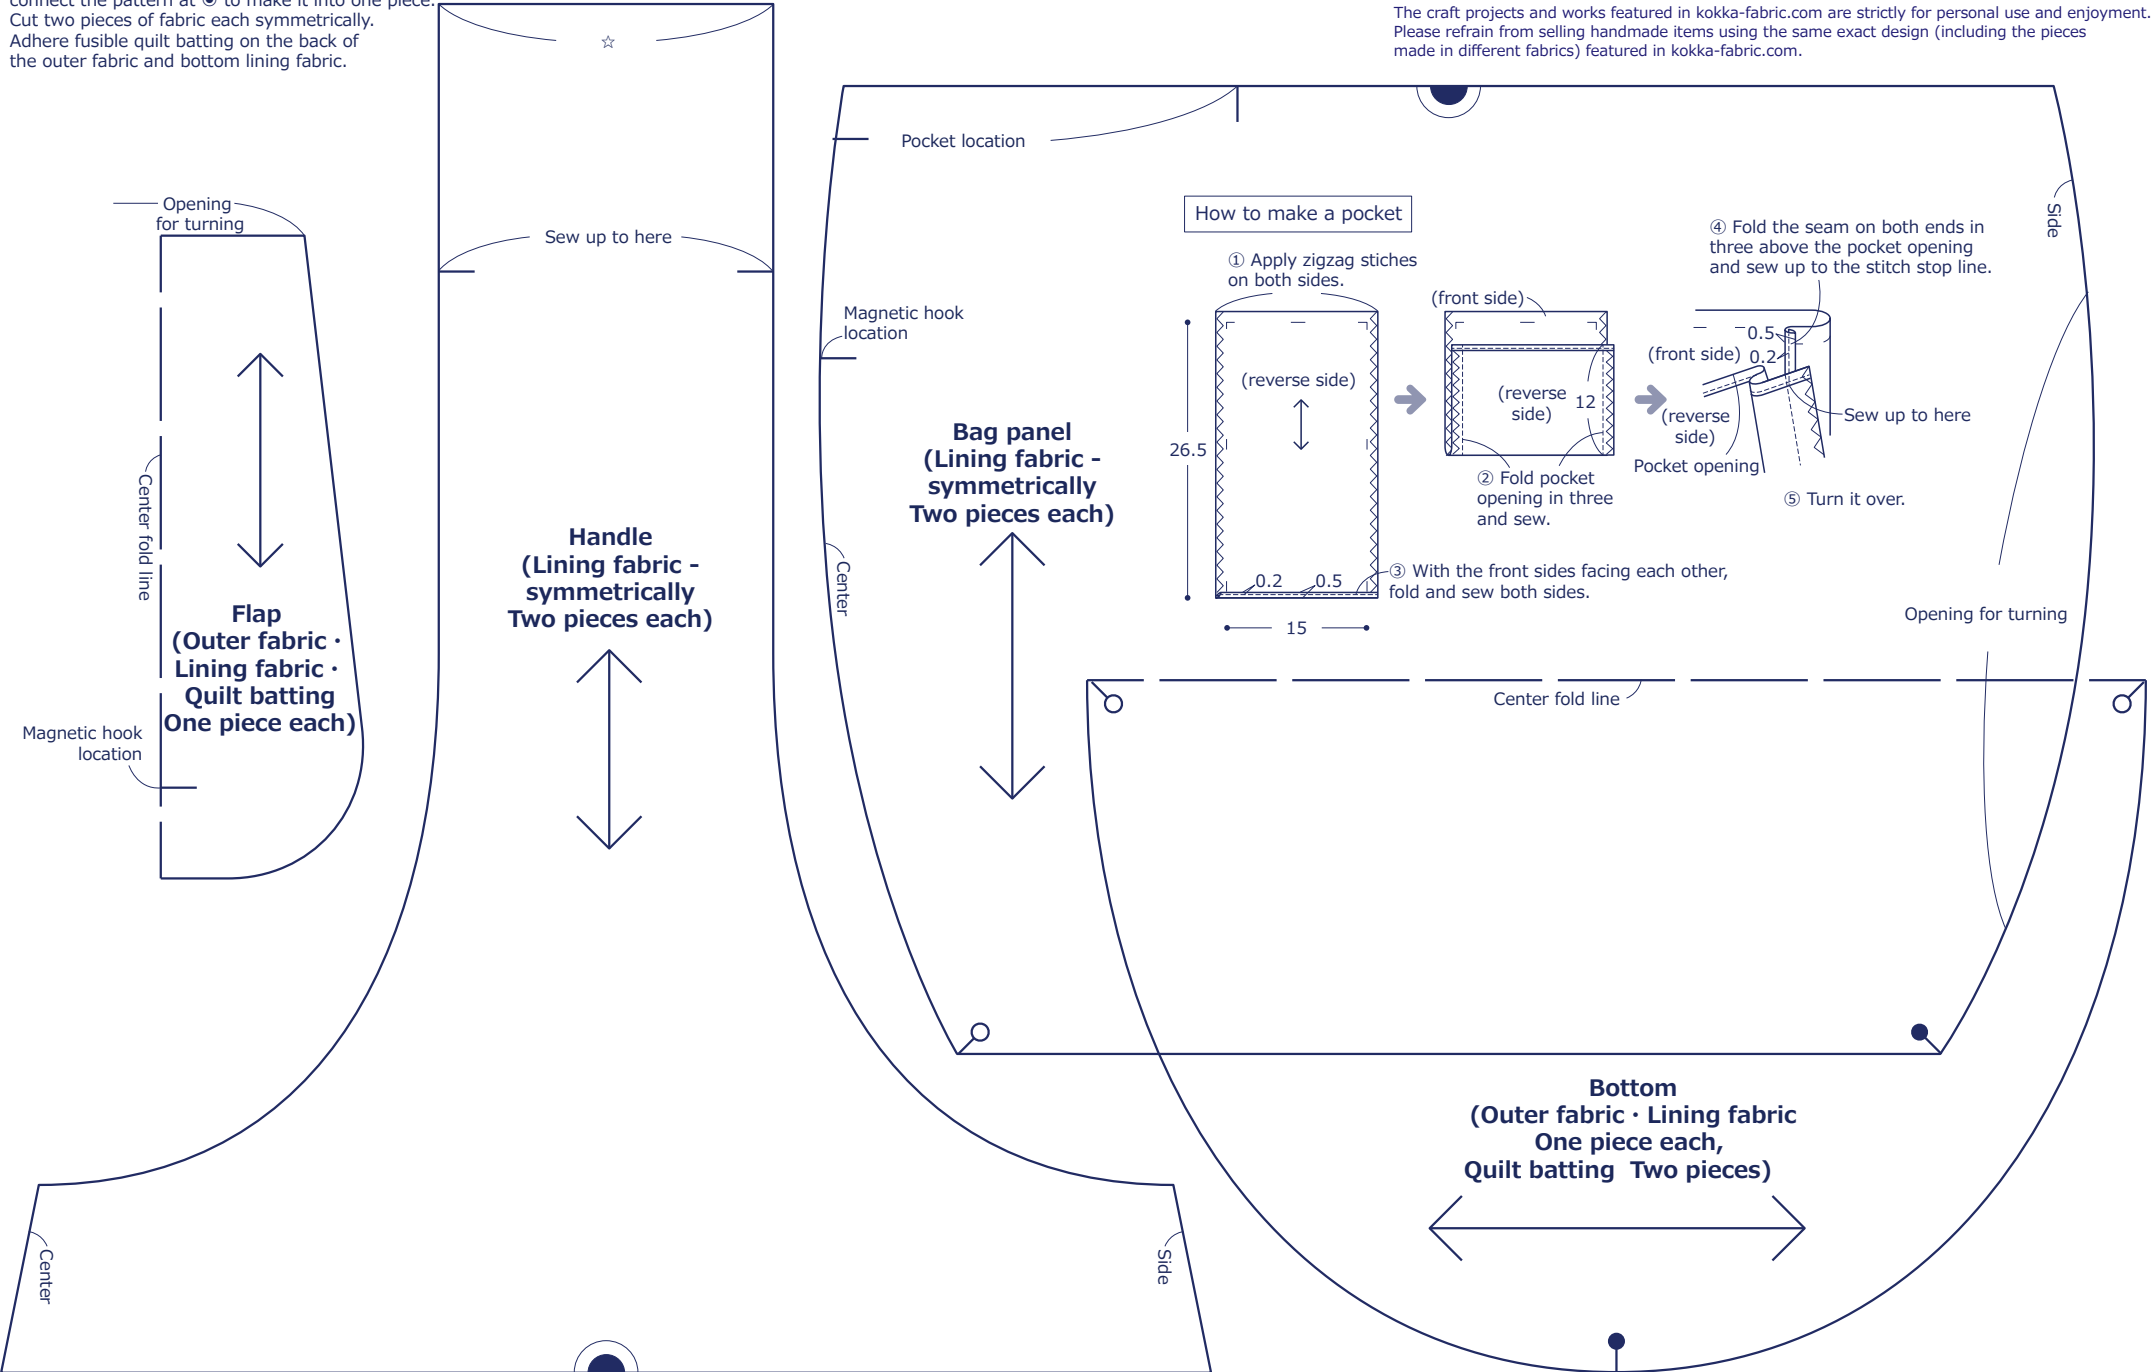 connect the pattern at ◉ to make it into one piece.
Cut two pieces of fabric each symmetrically.
Adhere fusible quilt batting on the back of
the outer fabric and bottom lining fabric.
The craft projects and works featured in kokka-fabric.com are strictly for personal use and enjoyment.
Please refrain from selling handmade items using the same exact design (including the pieces
made in different fabrics) featured in kokka-fabric.com.
Opening
for turning
Center fold line
Flap
(Outer fabric・
Lining fabric・
Quilt batting
One piece each)
Magnetic hook
location
☆
Sew up to here
Handle
(Lining fabric -
symmetrically
Two pieces each)
Center
Side
Pocket location
Magnetic hook
location
Bag panel
(Lining fabric -
symmetrically
Two pieces each)
Center
Side
How to make a pocket
① Apply zigzag stiches
on both sides.
(reverse side)
26.5
0.2
0.5
15
(front side)
(reverse
side)
12
② Fold pocket
opening in three
and sew.
③ With the front sides facing each other,
fold and sew both sides.
④ Fold the seam on both ends in
three above the pocket opening
and sew up to the stitch stop line.
0.5
(front side)
0.2
(reverse
side)
Sew up to here
Pocket opening
⑤ Turn it over.
Opening for turning
Center fold line
Bottom
(Outer fabric・Lining fabric
One piece each,
Quilt batting Two pieces)